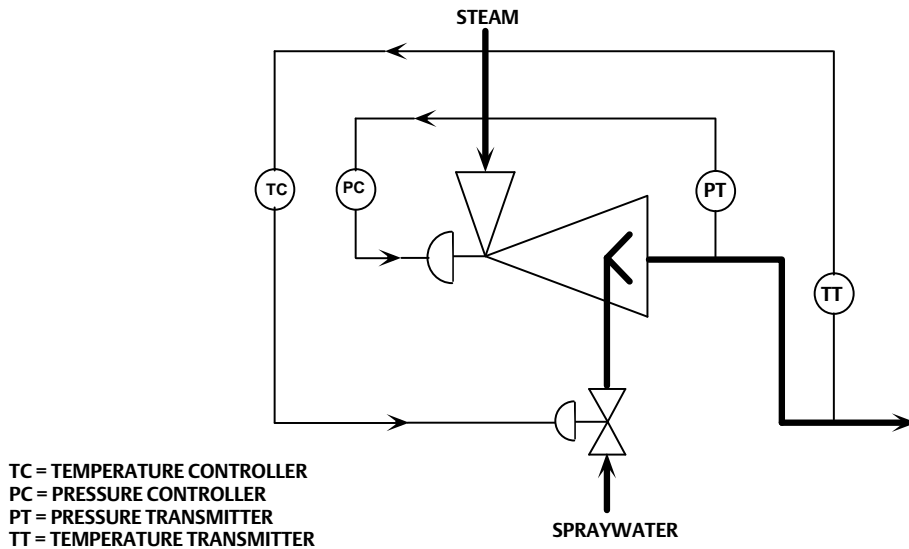 STEAM
TC
PC
PT
TT
TC = TEMPERATURE CONTROLLER
PC = PRESSURE CONTROLLER
PT = PRESSURE TRANSMITTER
TT = TEMPERATURE TRANSMITTER
SPRAYWATER